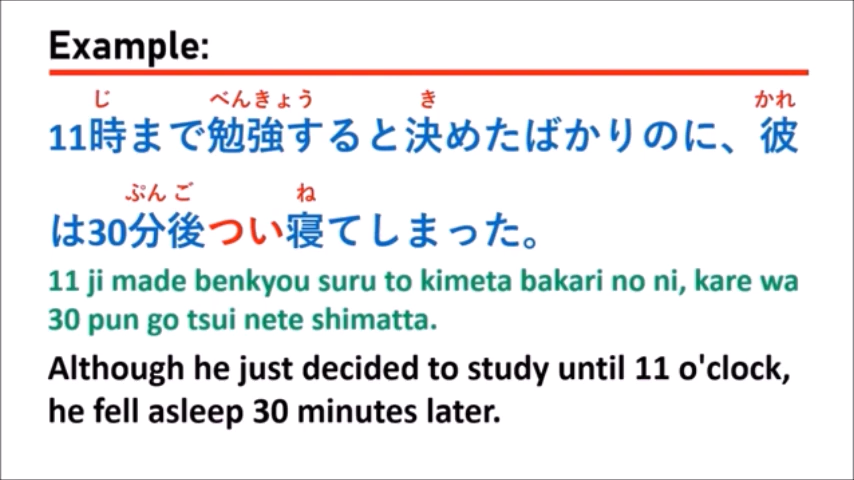 Example:
じ べんきょう き かれ
11時まで勉強すると決めたばかりのに、彼
ぷん ご ね
は30分後つい寝てしまった。
11 ji made benkyou suru to kimeta bakari no ni, kare wa
30 pun go tsui nete shimatta.
Although he just decided to study until 11 o'clock,
he fell asleep 30 minutes later.